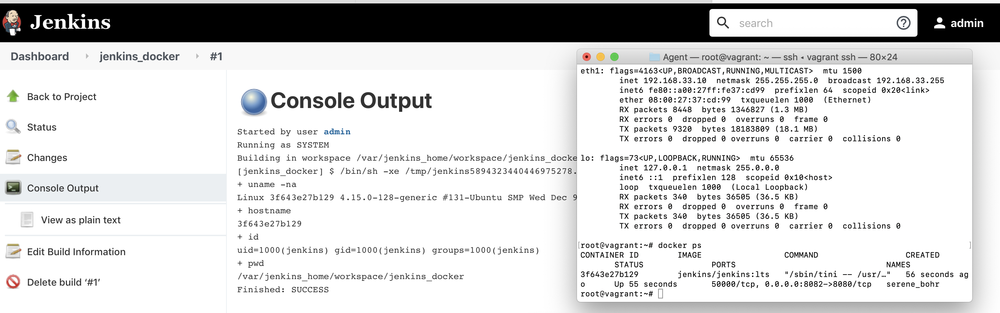 Jenkins
search
admin
Dashboard
jenkins_docker
#1
Back to Project
Status
Changes
Console Output
View as plain text
Edit Build Information
Delete build ‘#1’
Console Output
Started by user admin
Running as SYSTEM
Building in workspace /var/jenkins_home/workspace/jenkins_docke
[jenkins_docker] $ /bin/sh -xe /tmp/jenkins5894323440446975278.
+ uname -na
Linux 3f643e27b129 4.15.0-128-generic #131-Ubuntu SMP Wed Dec 9
+ hostname
3f643e27b129
+ id
uid=1000(jenkins) gid=1000(jenkins) groups=1000(jenkins)
+ pwd
/var/jenkins_home/workspace/jenkins_docker
Finished: SUCCESS
Agent — root@vagrant: ~ — ssh ◂ vagrant ssh — 80×24
eth1: flags=4163<UP,BROADCAST,RUNNING,MULTICAST>  mtu 1500
inet 192.168.33.10  netmask 255.255.255.0  broadcast 192.168.33.255
inet6 fe80::a00:27ff:fe37:cd99  prefixlen 64  scopeid 0x20<link>
ether 08:00:27:37:cd:99  txqueuelen 1000  (Ethernet)
RX packets 8448  bytes 1346827 (1.3 MB)
RX errors 0  dropped 0  overruns 0  frame 0
TX packets 9320  bytes 18183809 (18.1 MB)
TX errors 0  dropped 0 overruns 0  carrier 0  collisions 0
lo: flags=73<UP,LOOPBACK,RUNNING>  mtu 65536
inet 127.0.0.1  netmask 255.0.0.0
inet6 ::1  prefixlen 128  scopeid 0x10<host>
loop  txqueuelen 1000  (Local Loopback)
RX packets 340  bytes 36505 (36.5 KB)
RX errors 0  dropped 0  overruns 0  frame 0
TX packets 340  bytes 36505 (36.5 KB)
TX errors 0  dropped 0 overruns 0  carrier 0  collisions 0
[root@vagrant:~# docker ps ]
CONTAINER ID        IMAGE                 COMMAND                  CREATED
STATUS              PORTS                               NAMES
3f643e27b129        jenkins/jenkins:lts   "/sbin/tini -- /usr/…"   56 seconds ag
o      Up 55 seconds       50000/tcp, 0.0.0.0:8082->8080/tcp   serene_bohr
root@vagrant:~#